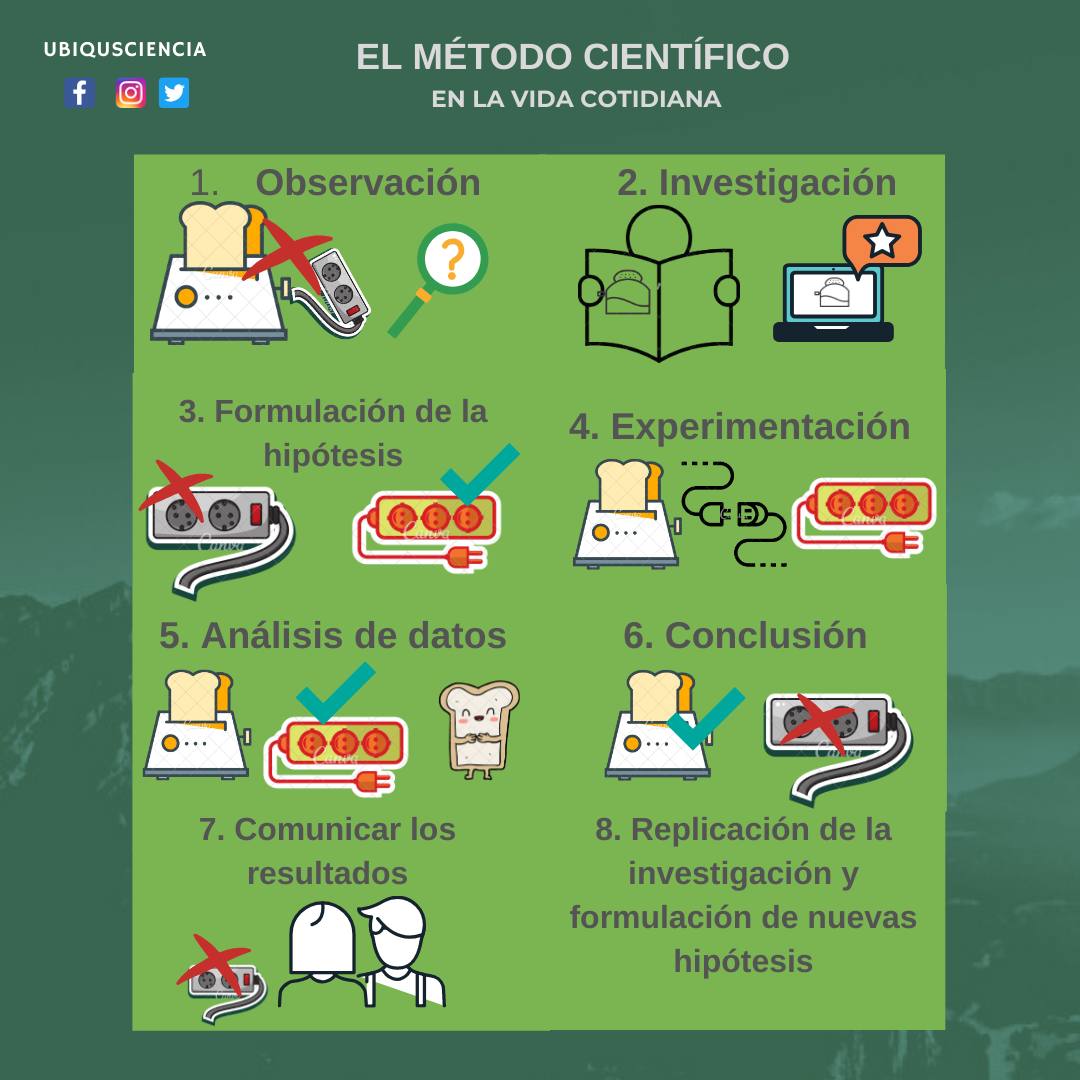 UBIQUSCIENCIA
EL MÉTODO CIENTÍFICO
EN LA VIDA COTIDIANA
1. Observación
2. Investigación
3. Formulación de la
hipótesis
4. Experimentación
5. Análisis de datos
6. Conclusión
7. Comunicar los
resultados
8. Replicación de la
investigación y
formulación de nuevas
hipótesis